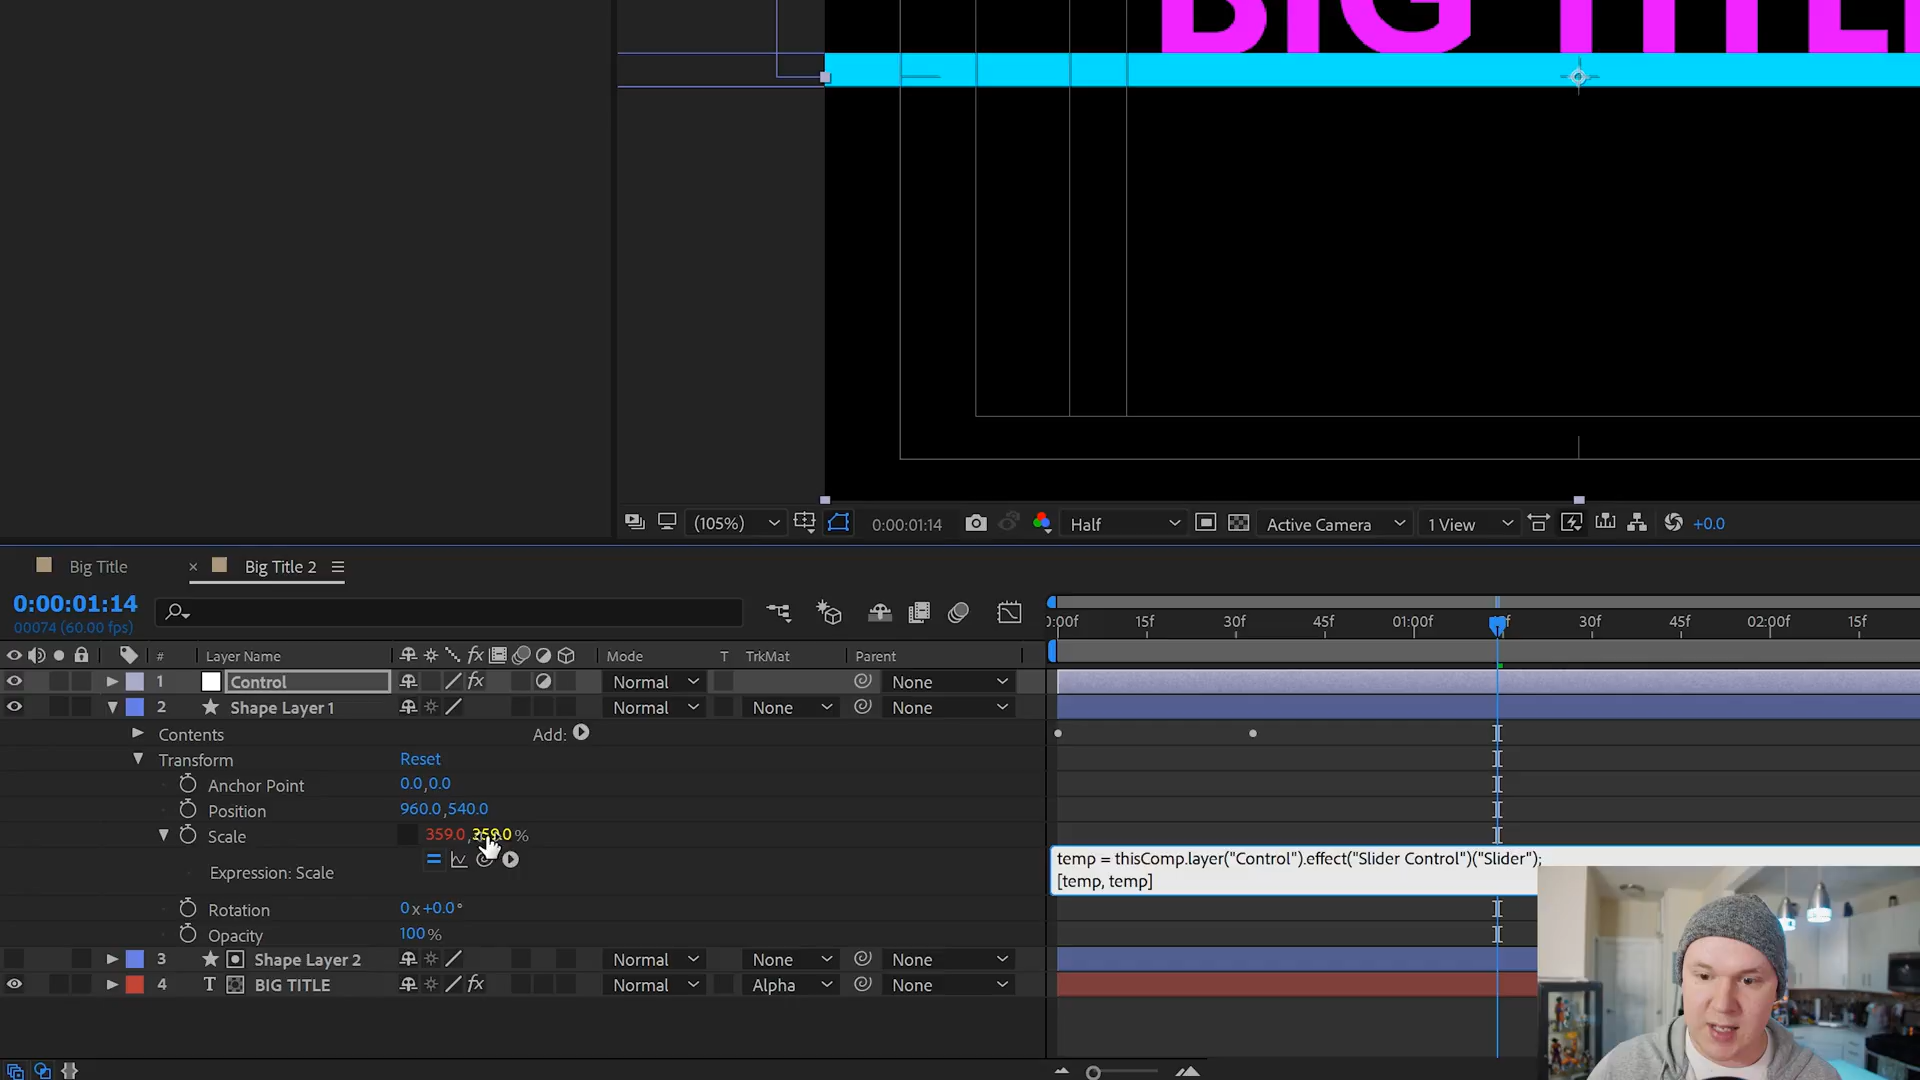 BIG TITLE
(105%)
0:00:01:14
Half
Active Camera
1 View
+0.0
Big Title
× Big Title 2
0:00:01:14
00074 (60.00 fps)
:00f 15f 30f 45f 01:00f 30f 45f 02:00f 15f
# Layer Name fx Mode T TrkMat Parent
1 Control fx Normal None
2 Shape Layer 1 Normal None None
Contents Add:
Transform Reset
Anchor Point 0.0,0.0
Position 960.0,540.0
Scale 359.0,359.0%
Expression: Scale
temp = thisComp.layer("Control").effect("Slider Control")("Slider");
[temp, temp]
Rotation 0x+0.0°
Opacity 100%
3 Shape Layer 2 Normal None None
4 T BIG TITLE fx Normal Alpha None